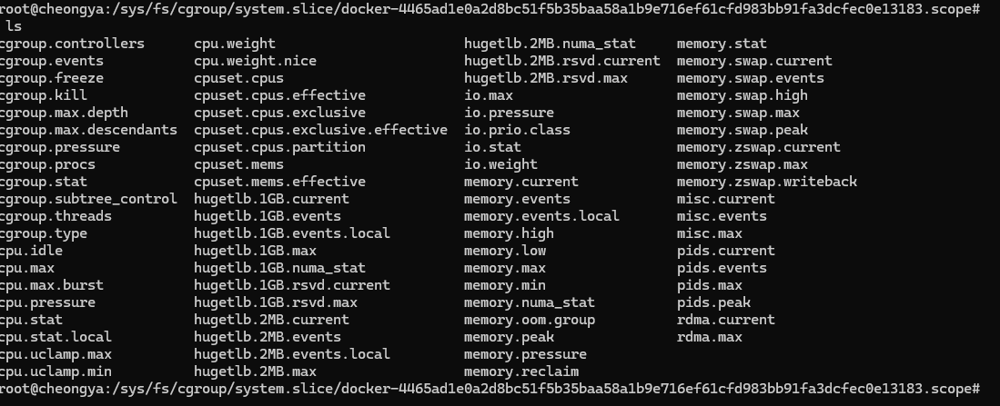 root@cheongya:/sys/fs/cgroup/system.slice/docker-4465ad1e0a2d8bc51f5b35baa58a1b9e716ef61cfd983bb91fa3dcfec0e13183.scope#
ls
cgroup.controllers cpu.weight hugetlb.2MB.numa_stat memory.stat
cgroup.events cpu.weight.nice hugetlb.2MB.rsvd.current memory.swap.current
cgroup.freeze cpuset.cpus hugetlb.2MB.rsvd.max memory.swap.events
cgroup.kill cpuset.cpus.effective io.max memory.swap.high
cgroup.max.depth cpuset.cpus.exclusive io.pressure memory.swap.max
cgroup.max.descendants cpuset.cpus.exclusive.effective io.prio.class memory.swap.peak
cgroup.pressure cpuset.cpus.partition io.stat memory.zswap.current
cgroup.procs cpuset.mems io.weight memory.zswap.max
cgroup.stat cpuset.mems.effective memory.current memory.zswap.writeback
cgroup.subtree_control hugetlb.1GB.current memory.events misc.current
cgroup.threads hugetlb.1GB.events memory.events.local misc.events
cgroup.type hugetlb.1GB.events.local memory.high misc.max
cpu.idle hugetlb.1GB.max memory.low pids.current
cpu.max hugetlb.1GB.numa_stat memory.max pids.events
cpu.max.burst hugetlb.1GB.rsvd.current memory.min pids.max
cpu.pressure hugetlb.1GB.rsvd.max memory.numa_stat pids.peak
cpu.stat hugetlb.2MB.current memory.oom.group rdma.current
cpu.stat.local hugetlb.2MB.events memory.peak rdma.max
cpu.uclamp.max hugetlb.2MB.events.local memory.pressure
cpu.uclamp.min hugetlb.2MB.max memory.reclaim
root@cheongya:/sys/fs/cgroup/system.slice/docker-4465ad1e0a2d8bc51f5b35baa58a1b9e716ef61cfd983bb91fa3dcfec0e13183.scope#